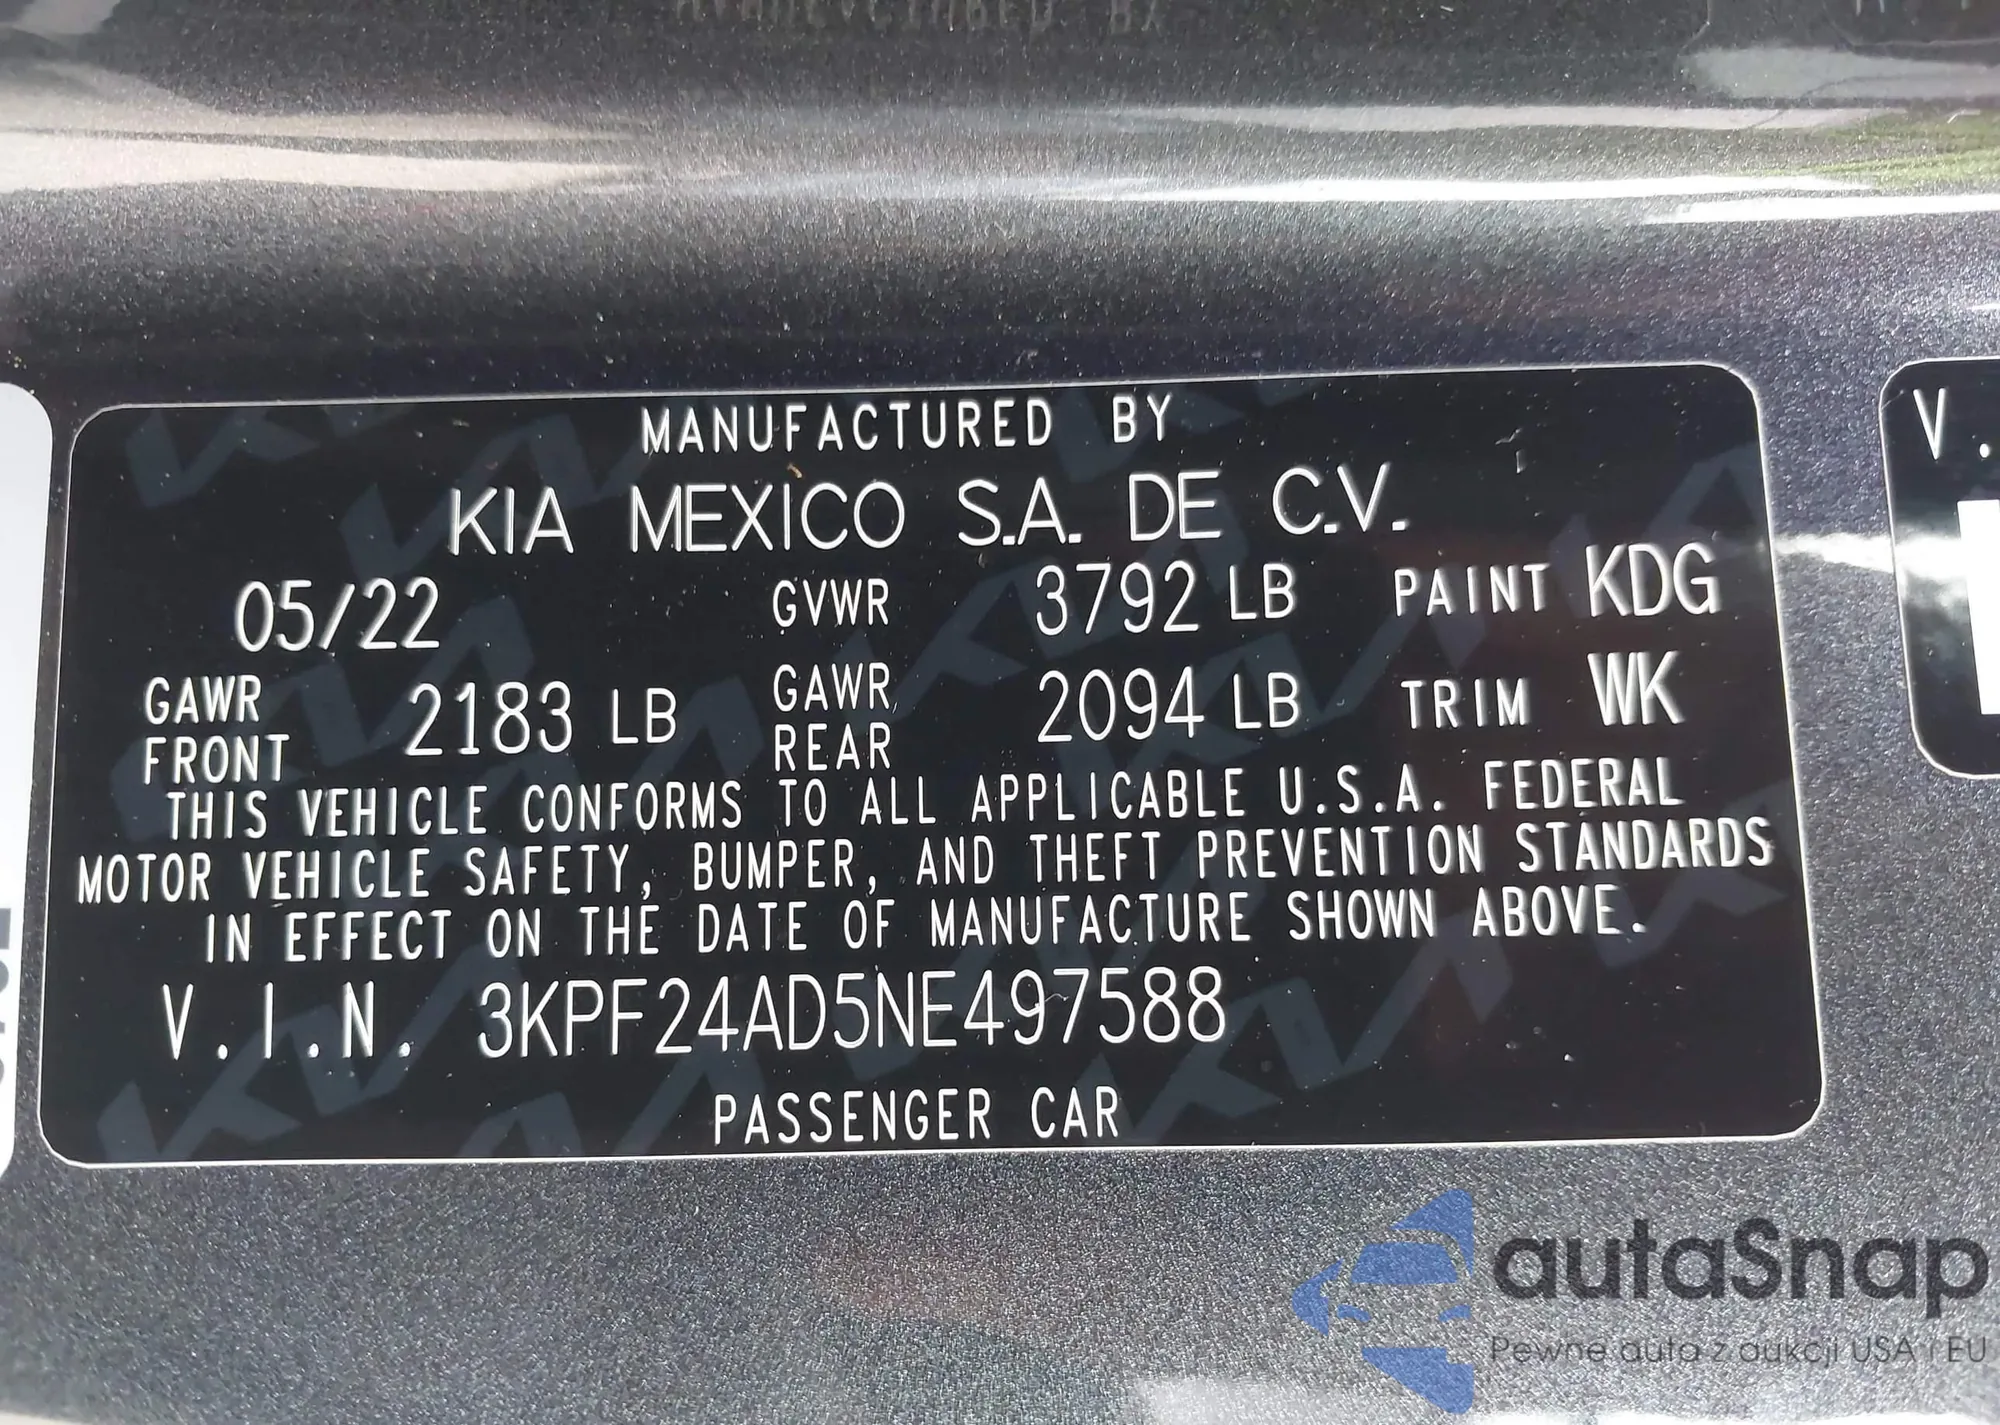 MANUFACTURED BY
KIA MEXICO S.A. DE C.V.
05/22 GVWR 3792 LB PAINT KDG
GAWR FRONT 2183 LB GAWR REAR 2094 LB TRIM WK
THIS VEHICLE CONFORMS TO ALL APPLICABLE U.S.A. FEDERAL
MOTOR VEHICLE SAFETY, BUMPER, AND THEFT PREVENTION STANDARDS
IN EFFECT ON THE DATE OF MANUFACTURE SHOWN ABOVE.
V.I.N. 3KPF24AD5NE497588
PASSENGER CAR
V.
autaSnap
Pewne auta z aukcji USA i EU